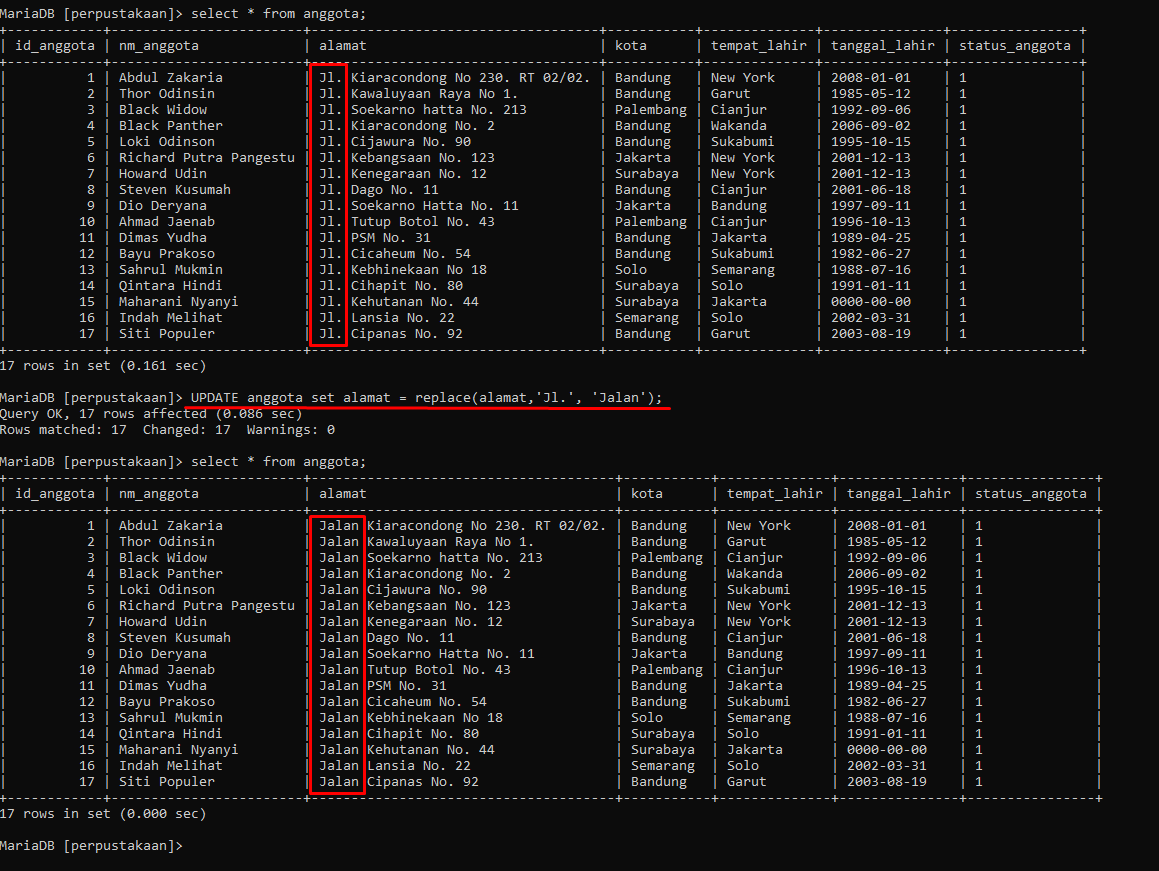 MariaDB [perpustakaan]> select * from anggota;
+------------+-------------------------+------------------------------------+-----------+--------------+---------------+----------------+
| id_anggota | nm_anggota              | alamat                             | kota      | tempat_lahir | tanggal_lahir | status_anggota |
+------------+-------------------------+------------------------------------+-----------+--------------+---------------+----------------+
|          1 | Abdul Zakaria           | Jl. Kiaracondong No 230. RT 02/02. | Bandung   | New York     | 2008-01-01    | 1              |
|          2 | Thor Odinsin            | Jl. Kawaluyaan Raya No 1.          | Bandung   | Garut        | 1985-05-12    | 1              |
|          3 | Black Widow             | Jl. Soekarno hatta No. 213         | Palembang | Cianjur      | 1992-09-06    | 1              |
|          4 | Black Panther           | Jl. Kiaracondong No. 2             | Bandung   | Wakanda      | 2006-09-02    | 1              |
|          5 | Loki Odinson            | Jl. Cijawura No. 90                | Bandung   | Sukabumi     | 1995-10-15    | 1              |
|          6 | Richard Putra Pangestu  | Jl. Kebangsaan No. 123             | Jakarta   | New York     | 2001-12-13    | 1              |
|          7 | Howard Udin             | Jl. Kenegaraan No. 12              | Surabaya  | New York     | 2001-12-13    | 1              |
|          8 | Steven Kusumah          | Jl. Dago No. 11                    | Bandung   | Cianjur      | 2001-06-18    | 1              |
|          9 | Dio Deryana             | Jl. Soekarno Hatta No. 11          | Jakarta   | Bandung      | 1997-09-11    | 1              |
|         10 | Ahmad Jaenab            | Jl. Tutup Botol No. 43             | Palembang | Cianjur      | 1996-10-13    | 1              |
|         11 | Dimas Yudha             | Jl. PSM No. 31                     | Bandung   | Jakarta      | 1989-04-25    | 1              |
|         12 | Bayu Prakoso            | Jl. Cicaheum No. 54                | Bandung   | Sukabumi     | 1982-06-27    | 1              |
|         13 | Sahrul Mukmin           | Jl. Kebhinekaan No 18              | Solo      | Semarang     | 1988-07-16    | 1              |
|         14 | Qintara Hindi           | Jl. Cihapit No. 80                 | Surabaya  | Solo         | 1991-01-11    | 1              |
|         15 | Maharani Nyanyi         | Jl. Kehutanan No. 44               | Surabaya  | Jakarta      | 0000-00-00    | 1              |
|         16 | Indah Melihat           | Jl. Lansia No. 22                  | Semarang  | Solo         | 2002-03-31    | 1              |
|         17 | Siti Populer            | Jl. Cipanas No. 92                 | Bandung   | Garut        | 2003-08-19    | 1              |
+------------+-------------------------+------------------------------------+-----------+--------------+---------------+----------------+
17 rows in set (0.161 sec)
MariaDB [perpustakaan]> UPDATE anggota set alamat = replace(alamat,'Jl.', 'Jalan');
Query OK, 17 rows affected (0.086 sec)
Rows matched: 17  Changed: 17  Warnings: 0
MariaDB [perpustakaan]> select * from anggota;
+------------+-------------------------+--------------------------------------+-----------+--------------+---------------+----------------+
| id_anggota | nm_anggota              | alamat                               | kota      | tempat_lahir | tanggal_lahir | status_anggota |
+------------+-------------------------+--------------------------------------+-----------+--------------+---------------+----------------+
|          1 | Abdul Zakaria           | Jalan Kiaracondong No 230. RT 02/02. | Bandung   | New York     | 2008-01-01    | 1              |
|          2 | Thor Odinsin            | Jalan Kawaluyaan Raya No 1.          | Bandung   | Garut        | 1985-05-12    | 1              |
|          3 | Black Widow             | Jalan Soekarno hatta No. 213         | Palembang | Cianjur      | 1992-09-06    | 1              |
|          4 | Black Panther           | Jalan Kiaracondong No. 2             | Bandung   | Wakanda      | 2006-09-02    | 1              |
|          5 | Loki Odinson            | Jalan Cijawura No. 90                | Bandung   | Sukabumi     | 1995-10-15    | 1              |
|          6 | Richard Putra Pangestu  | Jalan Kebangsaan No. 123             | Jakarta   | New York     | 2001-12-13    | 1              |
|          7 | Howard Udin             | Jalan Kenegaraan No. 12              | Surabaya  | New York     | 2001-12-13    | 1              |
|          8 | Steven Kusumah          | Jalan Dago No. 11                    | Bandung   | Cianjur      | 2001-06-18    | 1              |
|          9 | Dio Deryana             | Jalan Soekarno Hatta No. 11          | Jakarta   | Bandung      | 1997-09-11    | 1              |
|         10 | Ahmad Jaenab            | Jalan Tutup Botol No. 43             | Palembang | Cianjur      | 1996-10-13    | 1              |
|         11 | Dimas Yudha             | Jalan PSM No. 31                     | Bandung   | Jakarta      | 1989-04-25    | 1              |
|         12 | Bayu Prakoso            | Jalan Cicaheum No. 54                | Bandung   | Sukabumi     | 1982-06-27    | 1              |
|         13 | Sahrul Mukmin           | Jalan Kebhinekaan No 18              | Solo      | Semarang     | 1988-07-16    | 1              |
|         14 | Qintara Hindi           | Jalan Cihapit No. 80                 | Surabaya  | Solo         | 1991-01-11    | 1              |
|         15 | Maharani Nyanyi         | Jalan Kehutanan No. 44               | Surabaya  | Jakarta      | 0000-00-00    | 1              |
|         16 | Indah Melihat           | Jalan Lansia No. 22                  | Semarang  | Solo         | 2002-03-31    | 1              |
|         17 | Siti Populer            | Jalan Cipanas No. 92                 | Bandung   | Garut        | 2003-08-19    | 1              |
+------------+-------------------------+--------------------------------------+-----------+--------------+---------------+----------------+
17 rows in set (0.000 sec)
MariaDB [perpustakaan]>